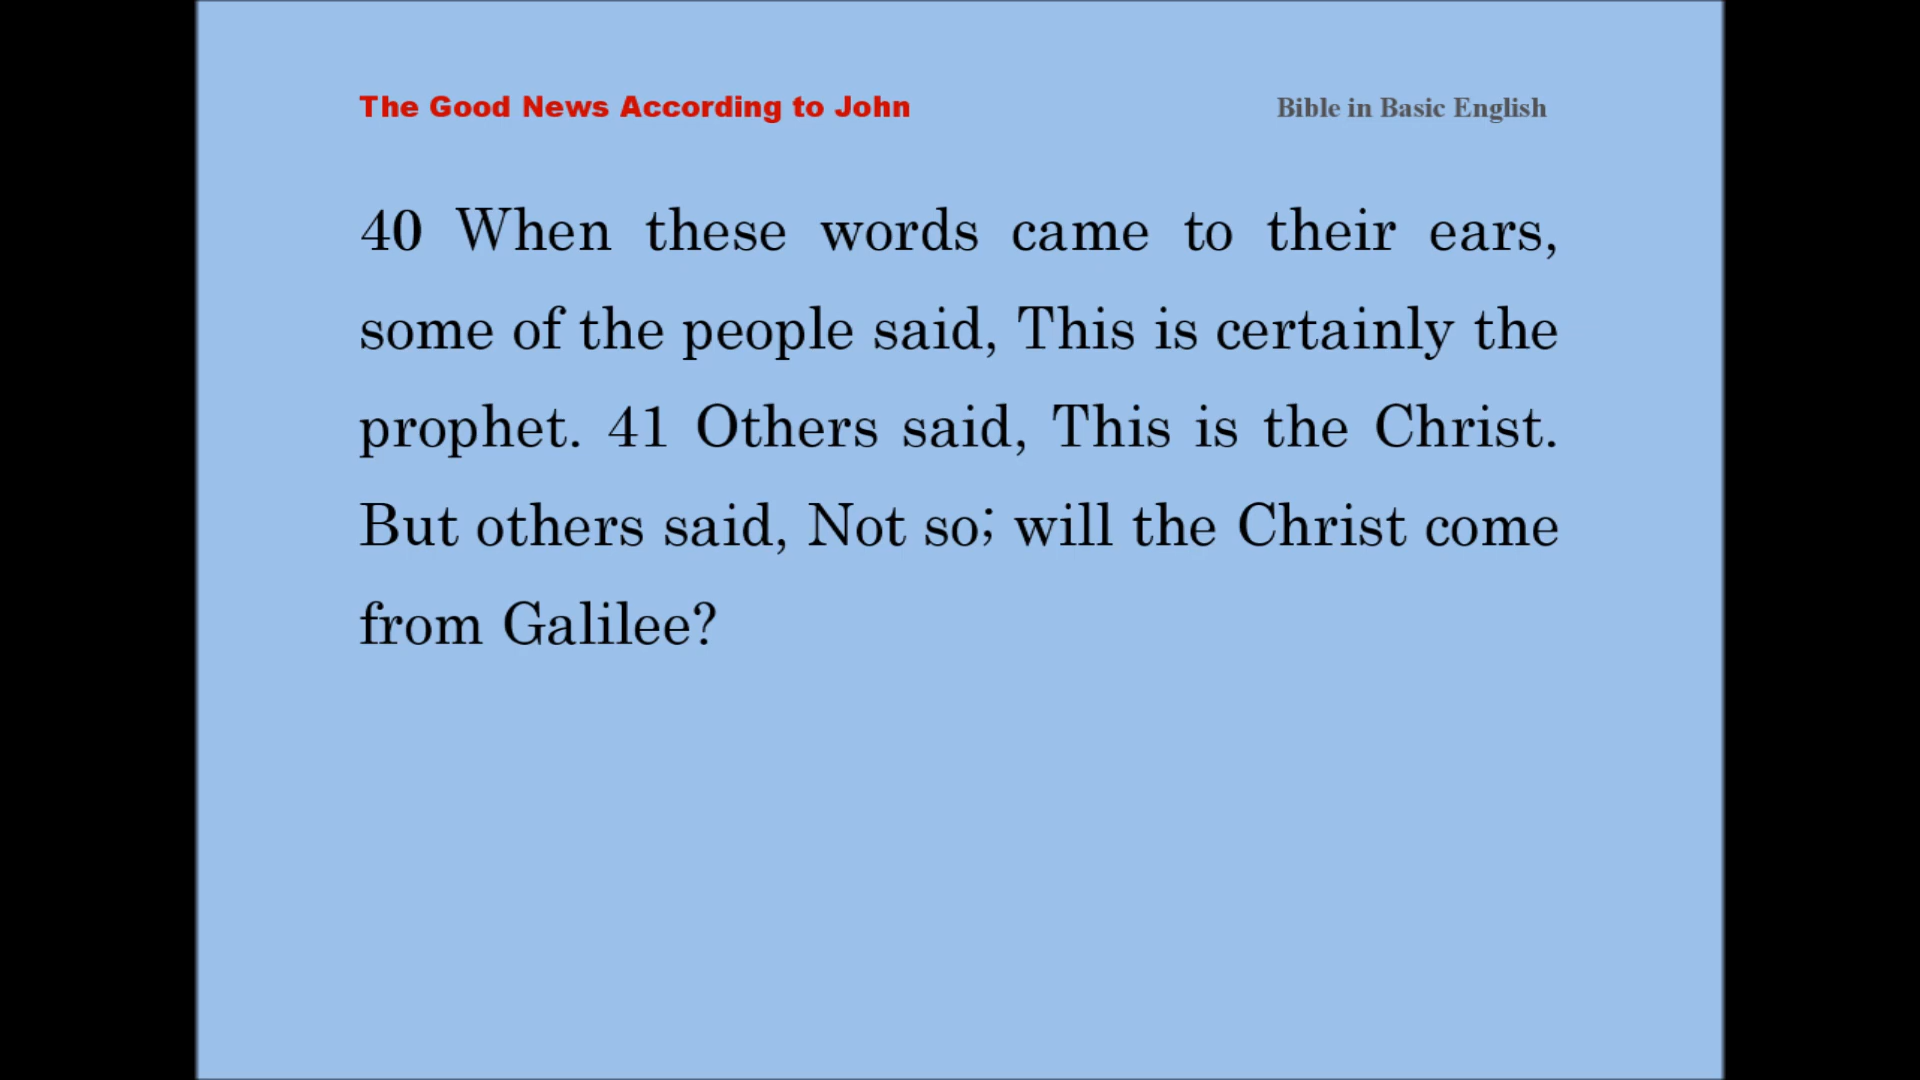 The Good News According to John
Bible in Basic English
40 When these words came to their ears,
some of the people said, This is certainly the
prophet. 41 Others said, This is the Christ.
But others said, Not so; will the Christ come
from Galilee?